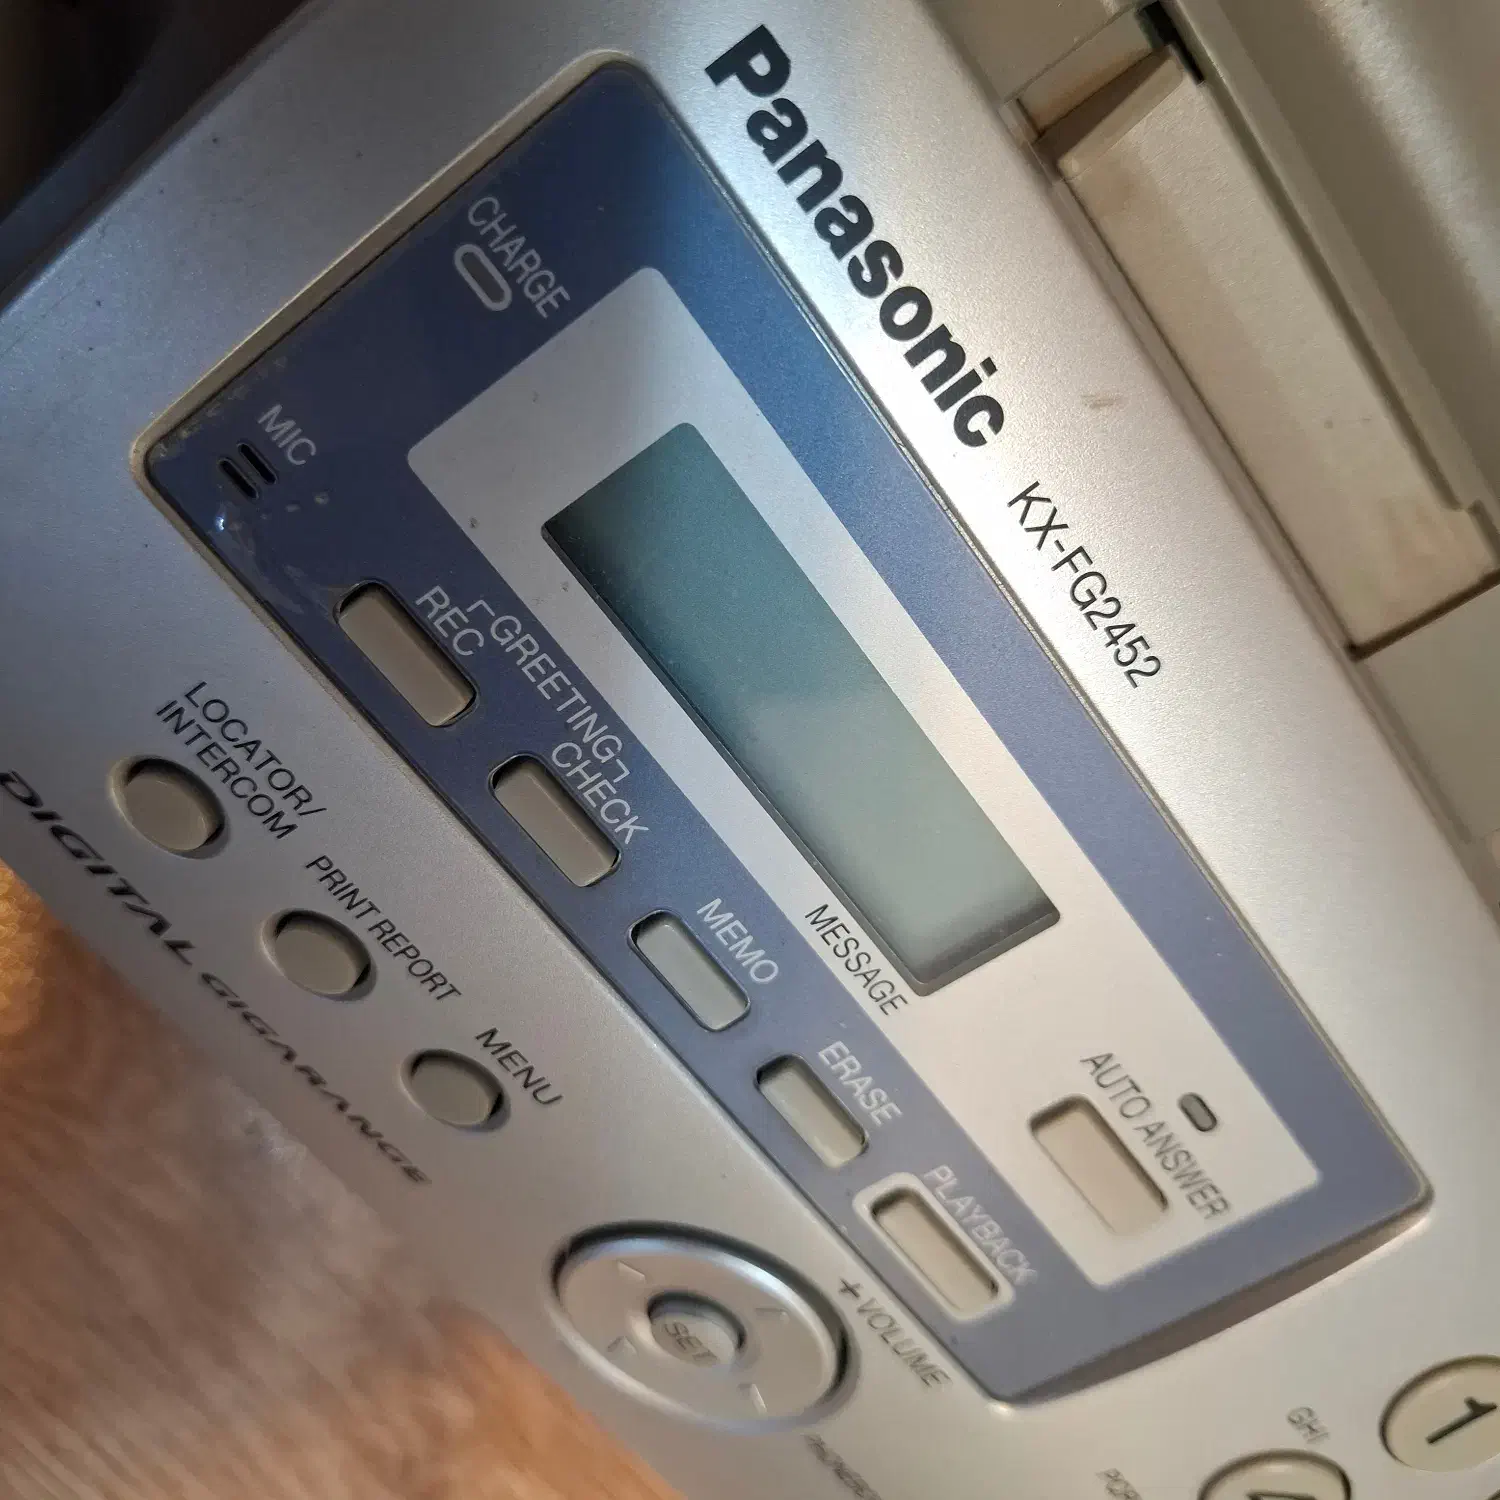 Panasonic KX-FG2452
CHARGE
MIC
REC
GREETING
CHECK
MEMO
ERASE
PLAYBACK
MESSAGE
AUTO ANSWER
LOCATOR/
INTERCOM
PRINT REPORT
MENU
DIGITAL GIGARANGE
SET
+ VOLUME
1
GHI
4